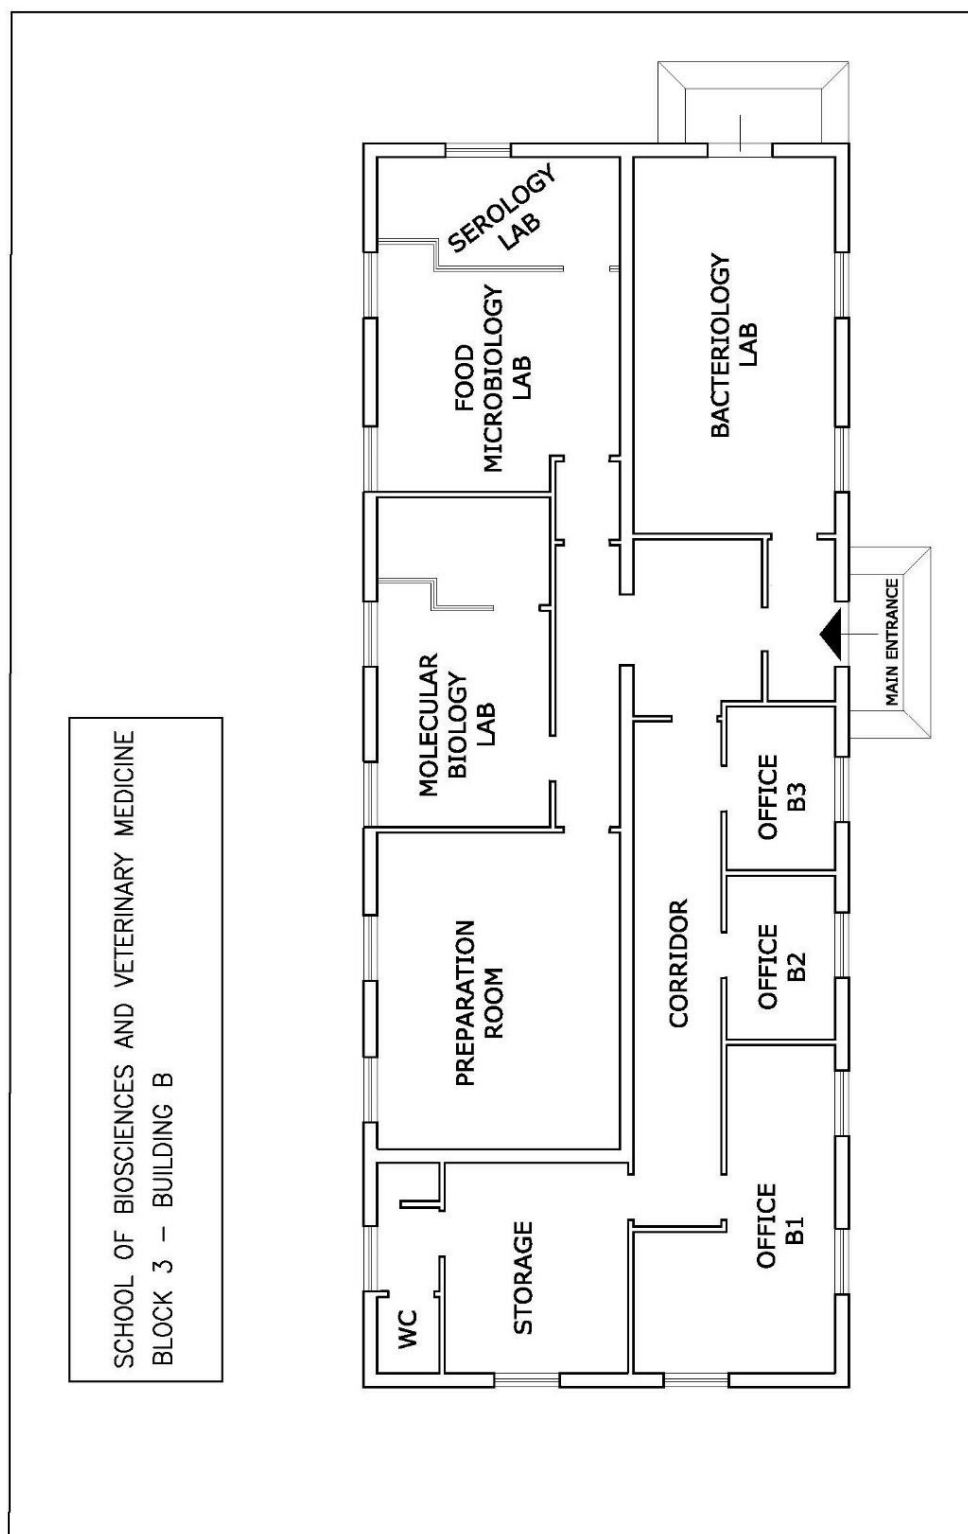 SCHOOL OF BIOSCIENCES AND VETERINARY MEDICINE
BLOCK 3 – BUILDING B
WC
STORAGE
PREPARATION
ROOM
MOLECULAR
BIOLOGY
LAB
FOOD
MICROBIOLOGY
LAB
SEROLOGY
LAB
CORRIDOR
BACTERIOLOGY
LAB
OFFICE
B1
OFFICE
B2
OFFICE
B3
MAIN ENTRANCE